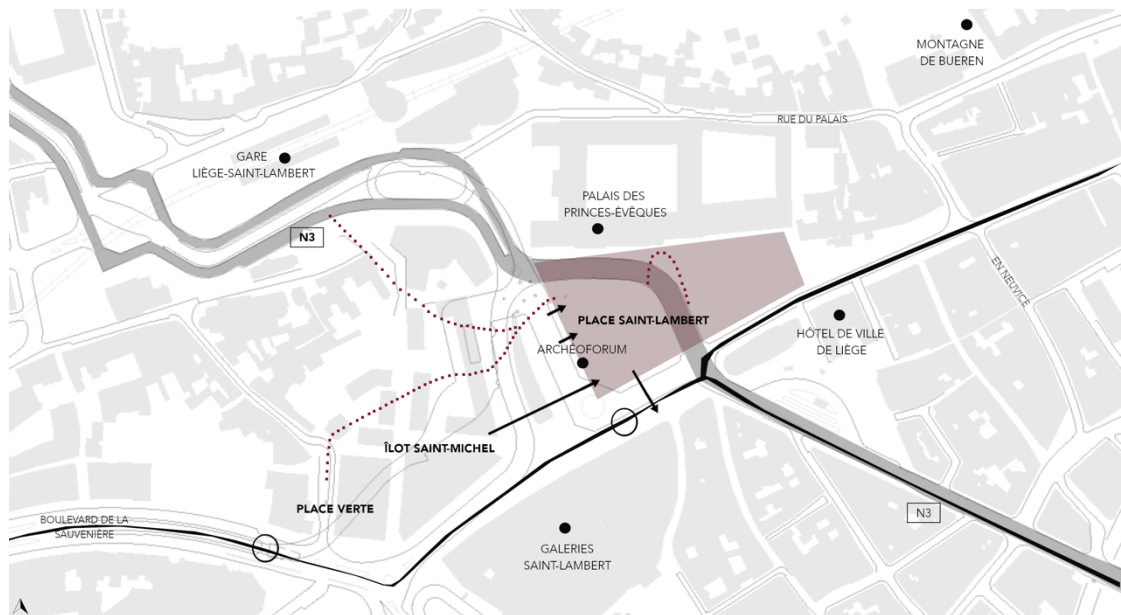 MONTAGNE
DE BUEREN
RUE DU PALAIS
GARE
LIÈGE-SAINT-LAMBERT
PALAIS DES
PRINCES-ÉVÊQUES
N3
EN NEUVICE
PLACE SAINT-LAMBERT
HÔTEL DE VILLE
DE LIÈGE
ARCHÉOFORUM
ÎLOT SAINT-MICHEL
PLACE VERTE
BOULEVARD DE LA
SAUVENIÈRE
N3
GALERIES
SAINT-LAMBERT